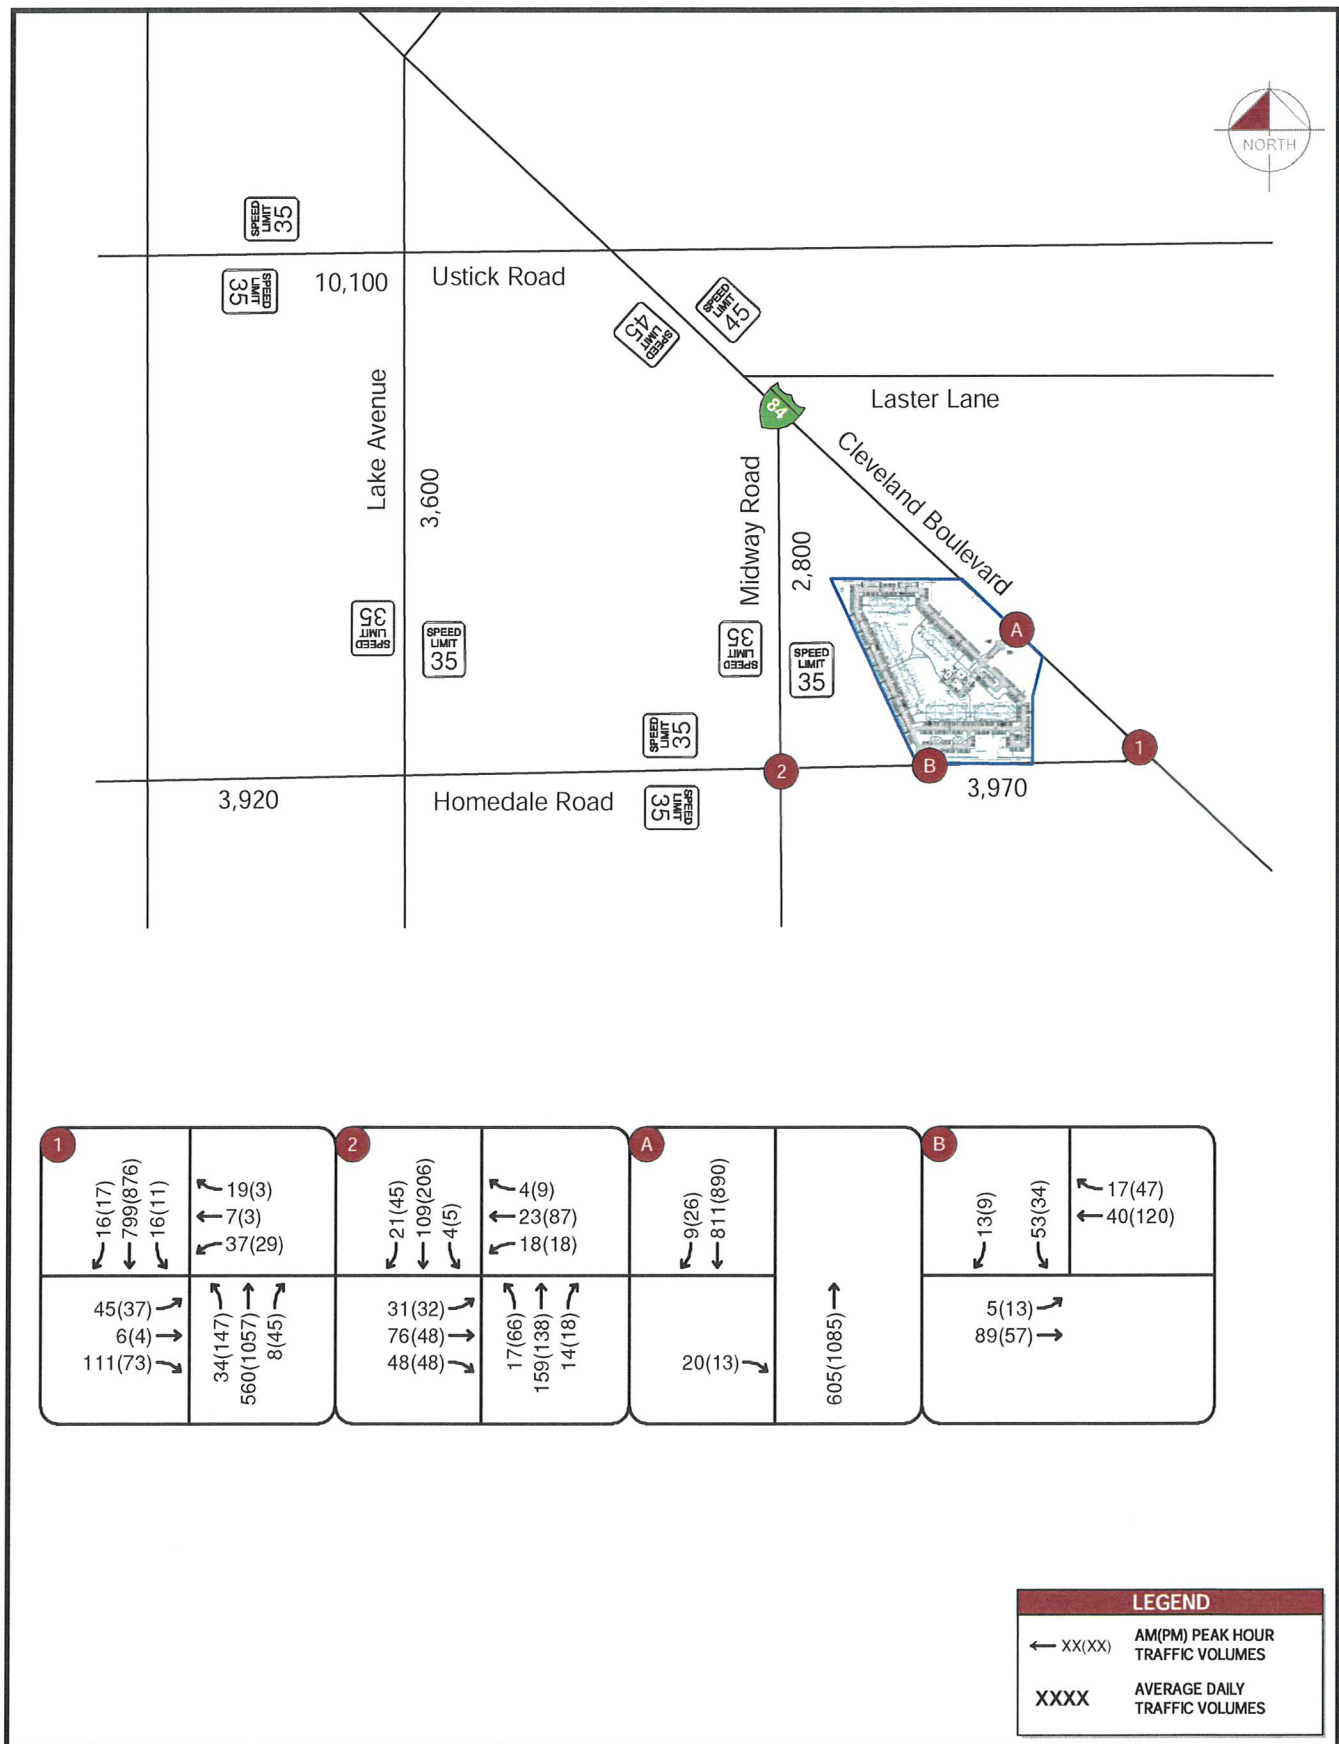 NORTH
SPEED
LIMIT
35
SPEED
LIMIT
35
10,100
Ustick Road
SPEED
LIMIT
45
SPEED
LIMIT
45
84
Laster Lane
Cleveland Boulevard
Lake Avenue
3,600
Midway Road
2,800
SPEED
LIMIT
35
SPEED
LIMIT
35
SPEED
LIMIT
35
SPEED
LIMIT
35
A
SPEED
LIMIT
35
1
2
B
3,920
Homedale Road
SPEED
LIMIT
35
3,970
1
16(17)
799(876)
16(11)
19(3)
7(3)
37(29)
45(37)
6(4)
111(73)
34(147)
560(1057)
8(45)
2
21(45)
109(206)
4(5)
4(9)
23(87)
18(18)
31(32)
76(48)
48(48)
17(66)
159(138)
14(18)
A
9(26)
811(890)
20(13)
605(1085)
B
13(9)
53(34)
17(47)
40(120)
5(13)
89(57)
LEGEND
XX(XX)
AM(PM) PEAK HOUR
TRAFFIC VOLUMES
XXXX
AVERAGE DAILY
TRAFFIC VOLUMES